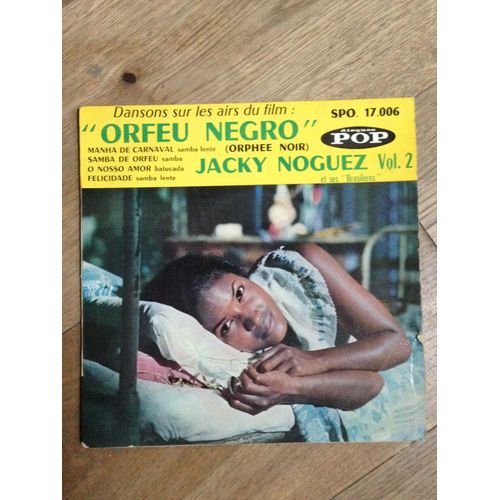 Dansons sur les airs du film :
SPO. 17.006
"ORFEU NEGRO"
disques
POP
MANHA DE CARNAVAL samba lente (ORPHEE NOIR)
SAMBA DE ORFEU samba
O NOSSO AMOR batucada
FELICIDADE samba lente
JACKY NOGUEZ Vol. 2
et ses "Brasileros"